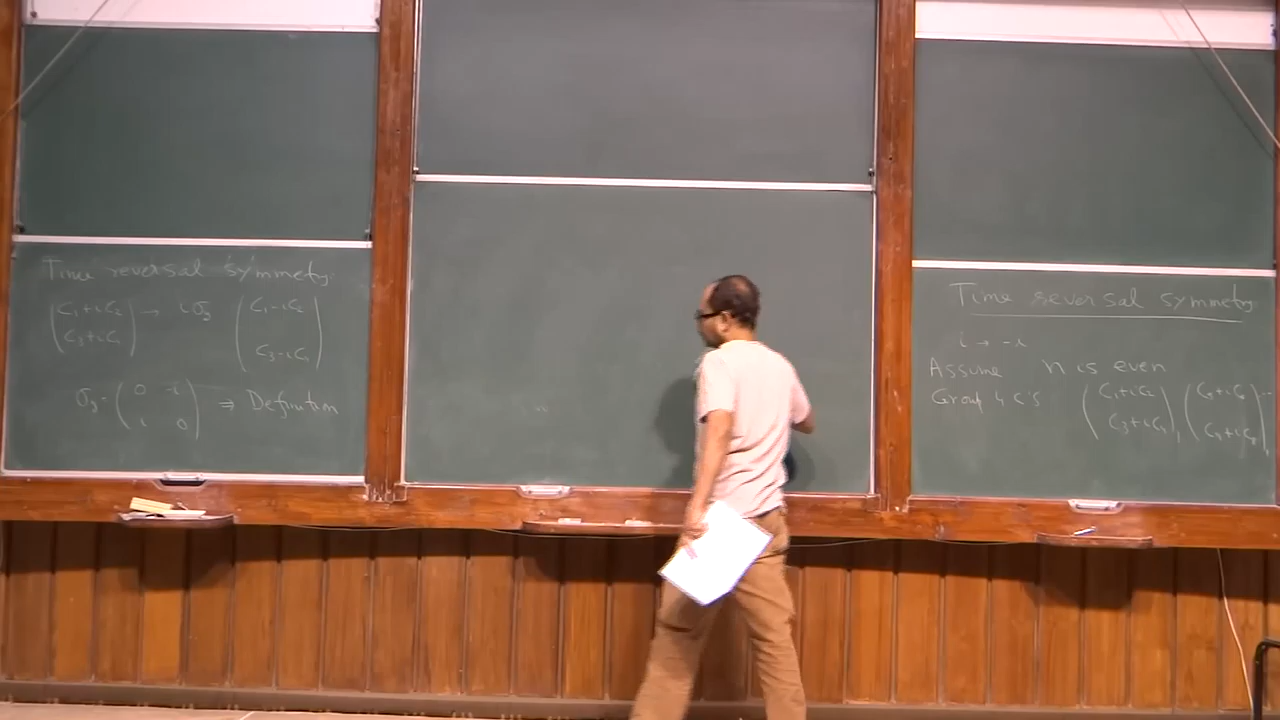 Time reversal symmetry
(C₁+iC₂ → iσ₂ (C₁-iC₂
C₃+iC₄) C₃-iC₄)
σ₂ = (0 -i ⇒ Definition
i 0)
Time reversal symmetry
i → -i
Assume n is even
Group 4 C's (C₁+iC₂ (C₅+iC₆ ...
C₃+iC₄), C₇+iC₈)